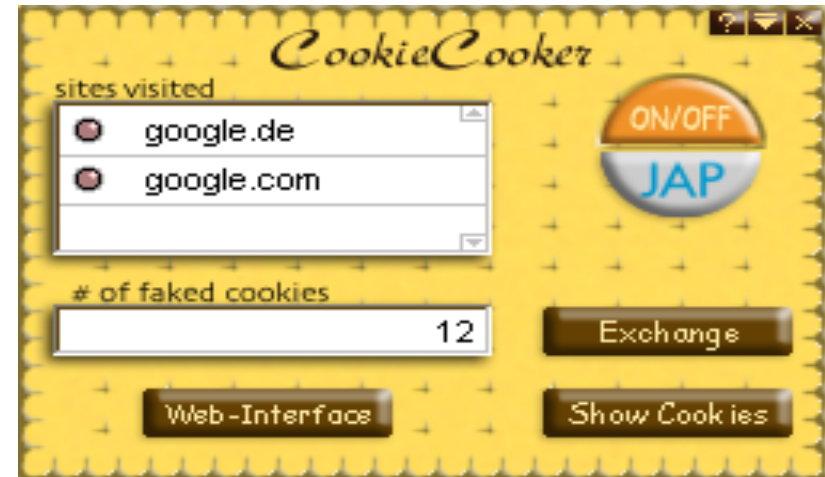 ?
CookieCooker
sites visited
ON/OFF
google.de
JAP
google.com
# of faked cookies
12
Exchange
Web-Interface
Show Cookies